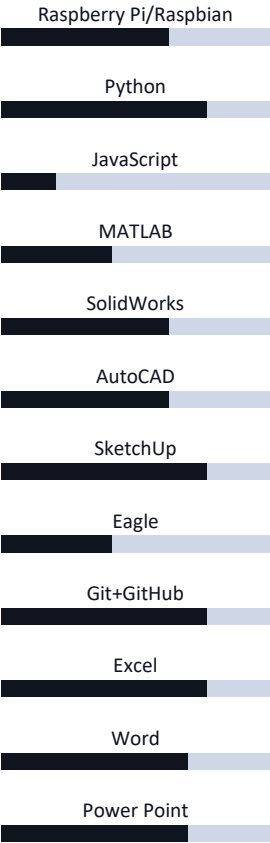 Raspberry Pi/Raspbian
Python
JavaScript
MATLAB
SolidWorks
AutoCAD
SketchUp
Eagle
Git+GitHub
Excel
Word
Power Point